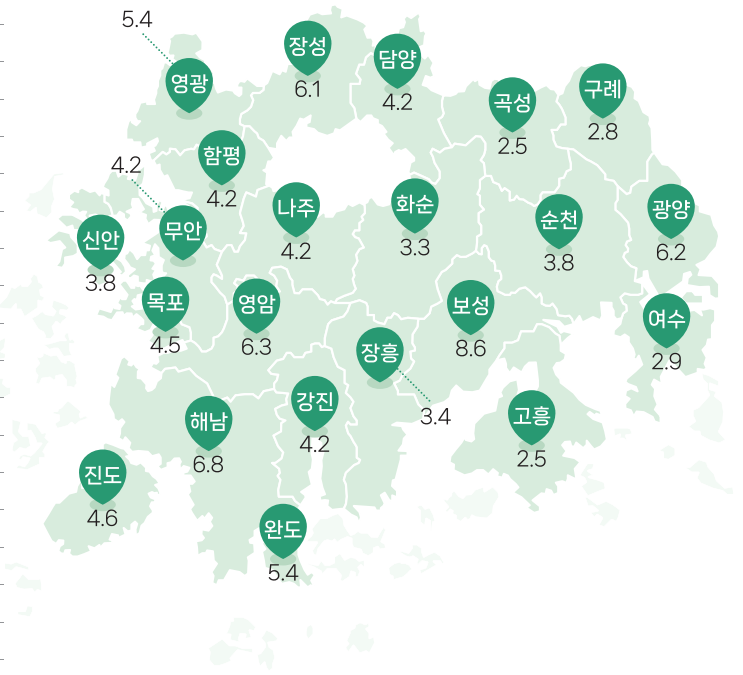 5.4
영광
장성
6.1
담양
4.2
곡성
2.5
구례
2.8
함평
4.2
4.2
무안
신안
3.8
나주
4.2
화순
3.3
순천
3.8
광양
6.2
목포
4.5
영암
6.3
보성
8.6
여수
2.9
장흥
3.4
해남
6.8
강진
4.2
고흥
2.5
진도
4.6
완도
5.4